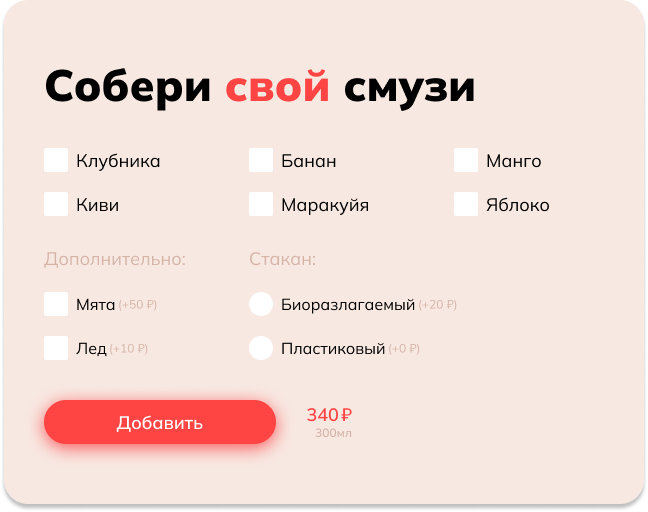 Собери свой смузи
Клубника Банан Манго
Киви Маракуйя Яблоко
Дополнительно: Стакан:
Мята (+50 ₽) Биоразлагаемый (+20 ₽)
Лед (+10 ₽) Пластиковый (+0 ₽)
Добавить 340 ₽
300мл